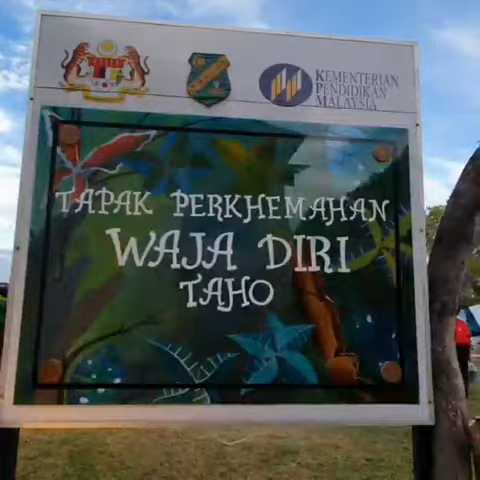 KEMENTERIAN
PENDIDIKAN
MALAYSIA
TAPAK PERKHEMAHAN
WAJA DIRI
TAHO